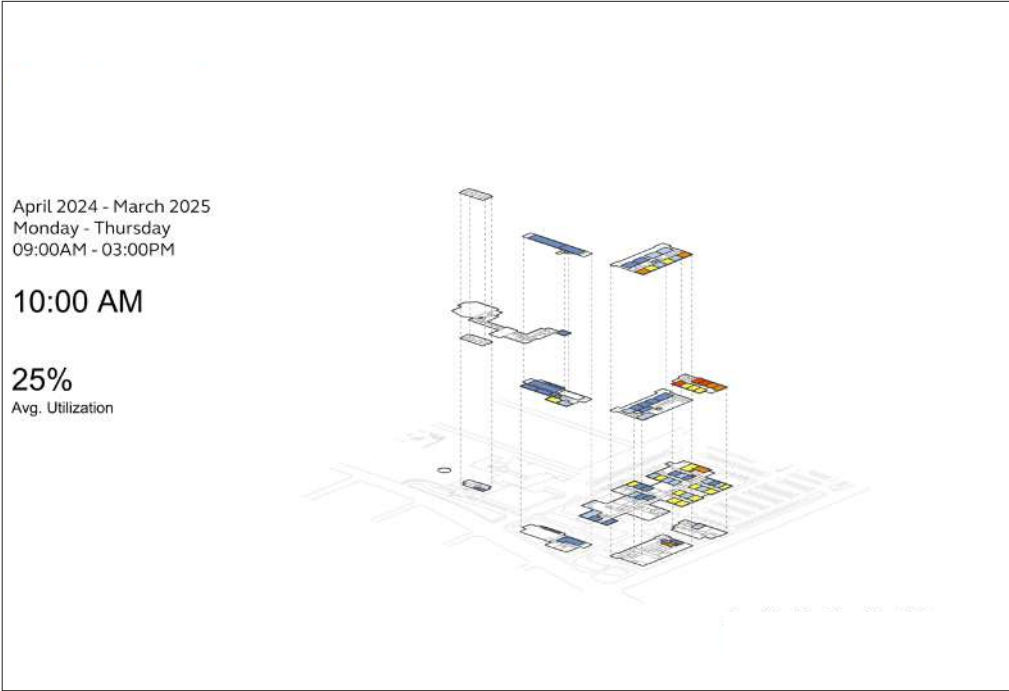 April 2024 - March 2025
Monday - Thursday
09:00AM - 03:00PM
10:00 AM
25%
Avg. Utilization